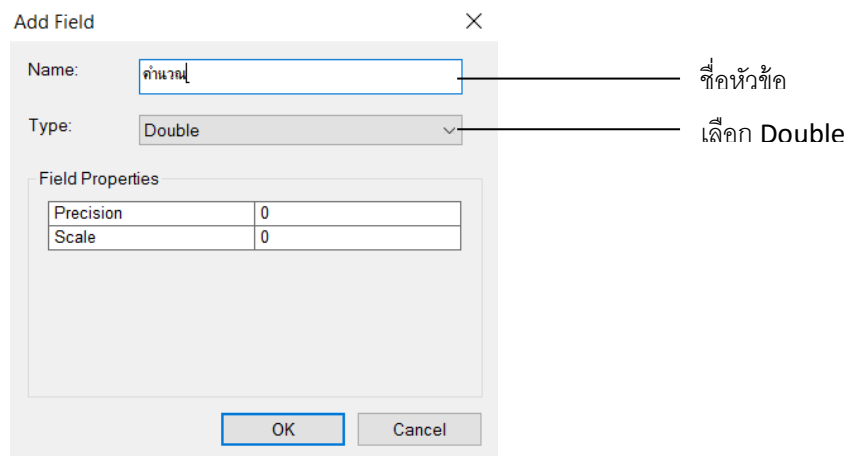 Add Field
Name:
คำนวณ
ชื่อหัวข้อ
Type:
Double
เลือก Double
Field Properties
Precision 0
Scale 0
OK
Cancel